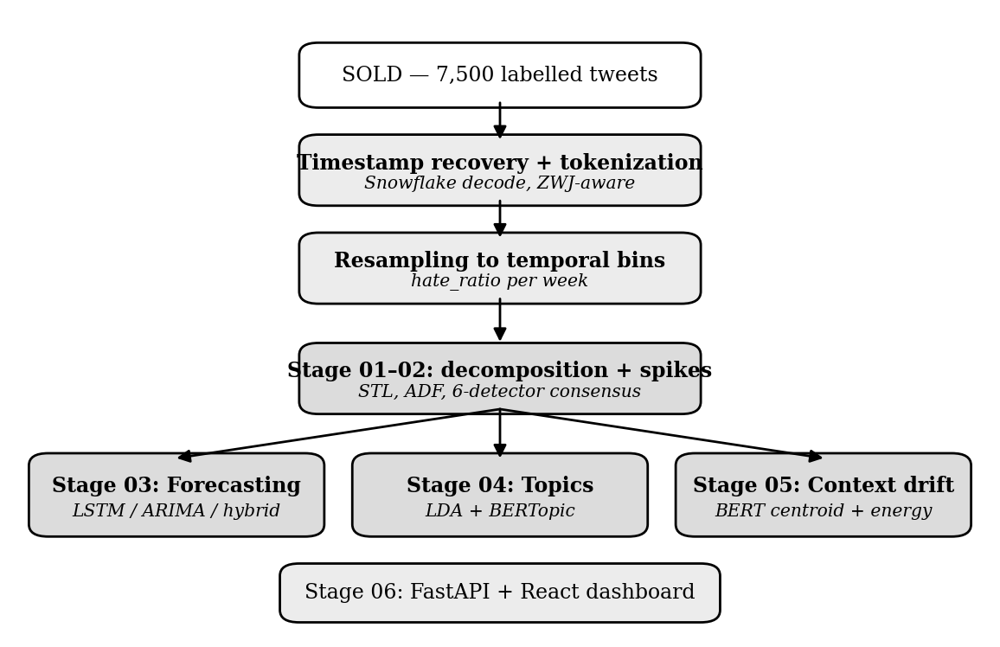 SOLD — 7,500 labelled tweets
Timestamp recovery + tokenization
Snowflake decode, ZWJ-aware
Resampling to temporal bins
hate_ratio per week
Stage 01–02: decomposition + spikes
STL, ADF, 6-detector consensus
Stage 03: Forecasting
LSTM / ARIMA / hybrid
Stage 04: Topics
LDA + BERTopic
Stage 05: Context drift
BERT centroid + energy
Stage 06: FastAPI + React dashboard